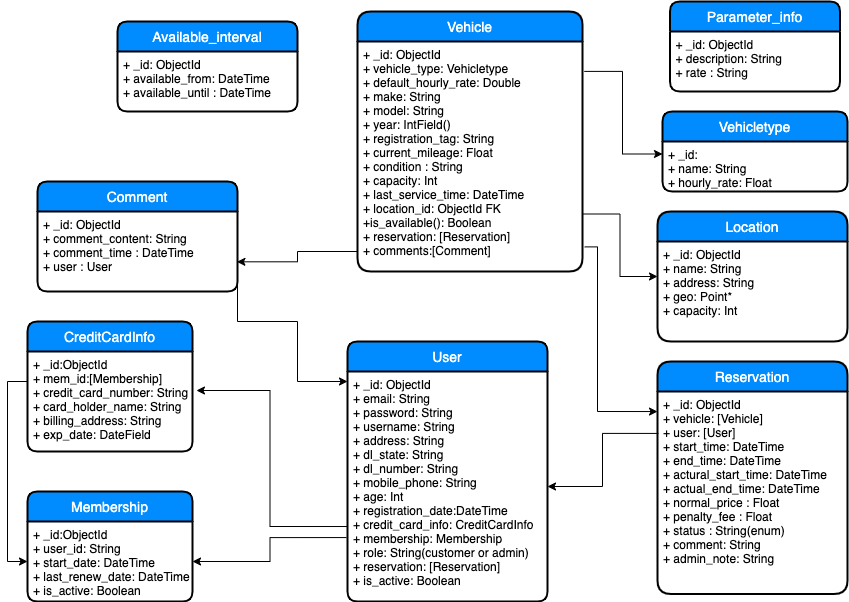 Available_interval
+ _id: ObjectId
+ available_from: DateTime
+ available_until : DateTime
Vehicle
+ _id: ObjectId
+ vehicle_type: Vehicletype
+ default_hourly_rate: Double
+ make: String
+ model: String
+ year: IntField()
+ registration_tag: String
+ current_mileage: Float
+ condition : String
+ capacity: Int
+ last_service_time: DateTime
+ location_id: ObjectId FK
+is_available(): Boolean
+ reservation: [Reservation]
+ comments:[Comment]
Parameter_info
+ _id: ObjectId
+ description: String
+ rate : String
Vehicletype
+ _id:
+ name: String
+ hourly_rate: Float
Comment
+ _id: ObjectId
+ comment_content: String
+ comment_time : DateTime
+ user : User
Location
+ _id: ObjectId
+ name: String
+ address: String
+ geo: Point*
+ capacity: Int
CreditCardInfo
+ _id:ObjectId
+ mem_id:[Membership]
+ credit_card_number: String
+ card_holder_name: String
+ billing_address: String
+ exp_date: DateField
User
+ _id: ObjectId
+ email: String
+ password: String
+ username: String
+ address: String
+ dl_state: String
+ dl_number: String
+ mobile_phone: String
+ age: Int
+ registration_date:DateTime
+ credit_card_info: CreditCardInfo
+ membership: Membership
+ role: String(customer or admin)
+ reservation: [Reservation]
+ is_active: Boolean
Reservation
+ _id: ObjectId
+ vehicle: [Vehicle]
+ user: [User]
+ start_time: DateTime
+ end_time: DateTime
+ actural_start_time: DateTime
+ actual_end_time: DateTime
+ normal_price : Float
+ penalty_fee : Float
+ status : String(enum)
+ comment: String
+ admin_note: String
Membership
+ _id:ObjectId
+ user_id: String
+ start_date: DateTime
+ last_renew_date: DateTime
+ is_active: Boolean